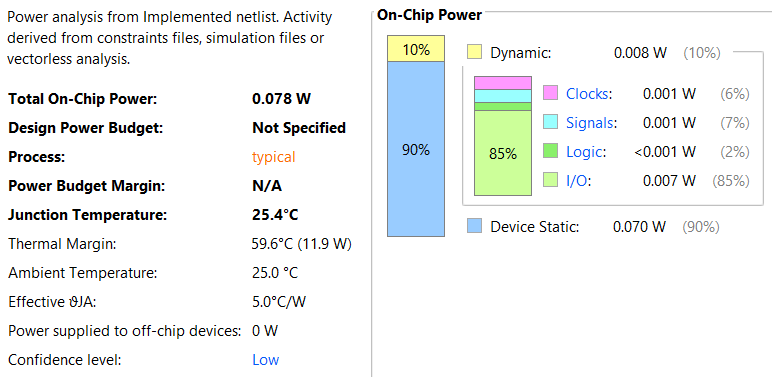 Power analysis from Implemented netlist. Activity
derived from constraints files, simulation files or
vectorless analysis.
Total On-Chip Power: 0.078 W
Design Power Budget: Not Specified
Process: typical
Power Budget Margin: N/A
Junction Temperature: 25.4°C
Thermal Margin: 59.6°C (11.9 W)
Ambient Temperature: 25.0 °C
Effective ϑJA: 5.0°C/W
Power supplied to off-chip devices: 0 W
Confidence level: Low
On-Chip Power
10%
90%
Dynamic: 0.008 W (10%)
85%
Clocks: 0.001 W (6%)
Signals: 0.001 W (7%)
Logic: <0.001 W (2%)
I/O: 0.007 W (85%)
Device Static: 0.070 W (90%)